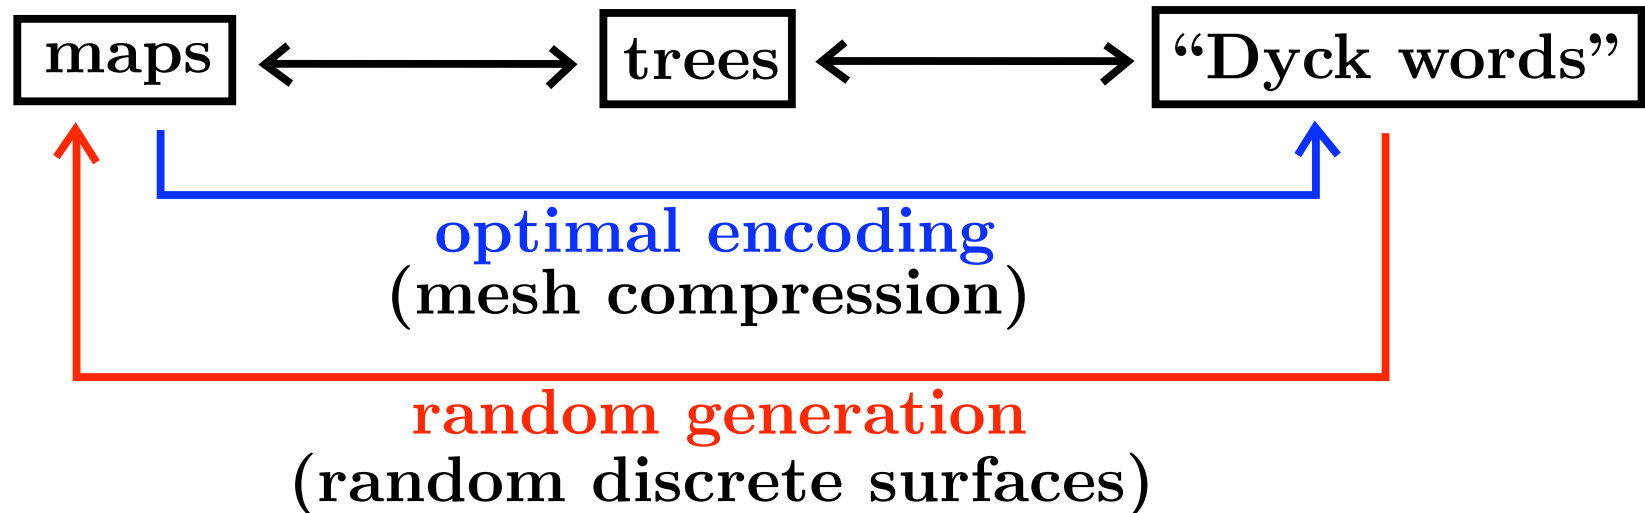 maps trees “Dyck words”
optimal encoding
(mesh compression)
random generation
(random discrete surfaces)